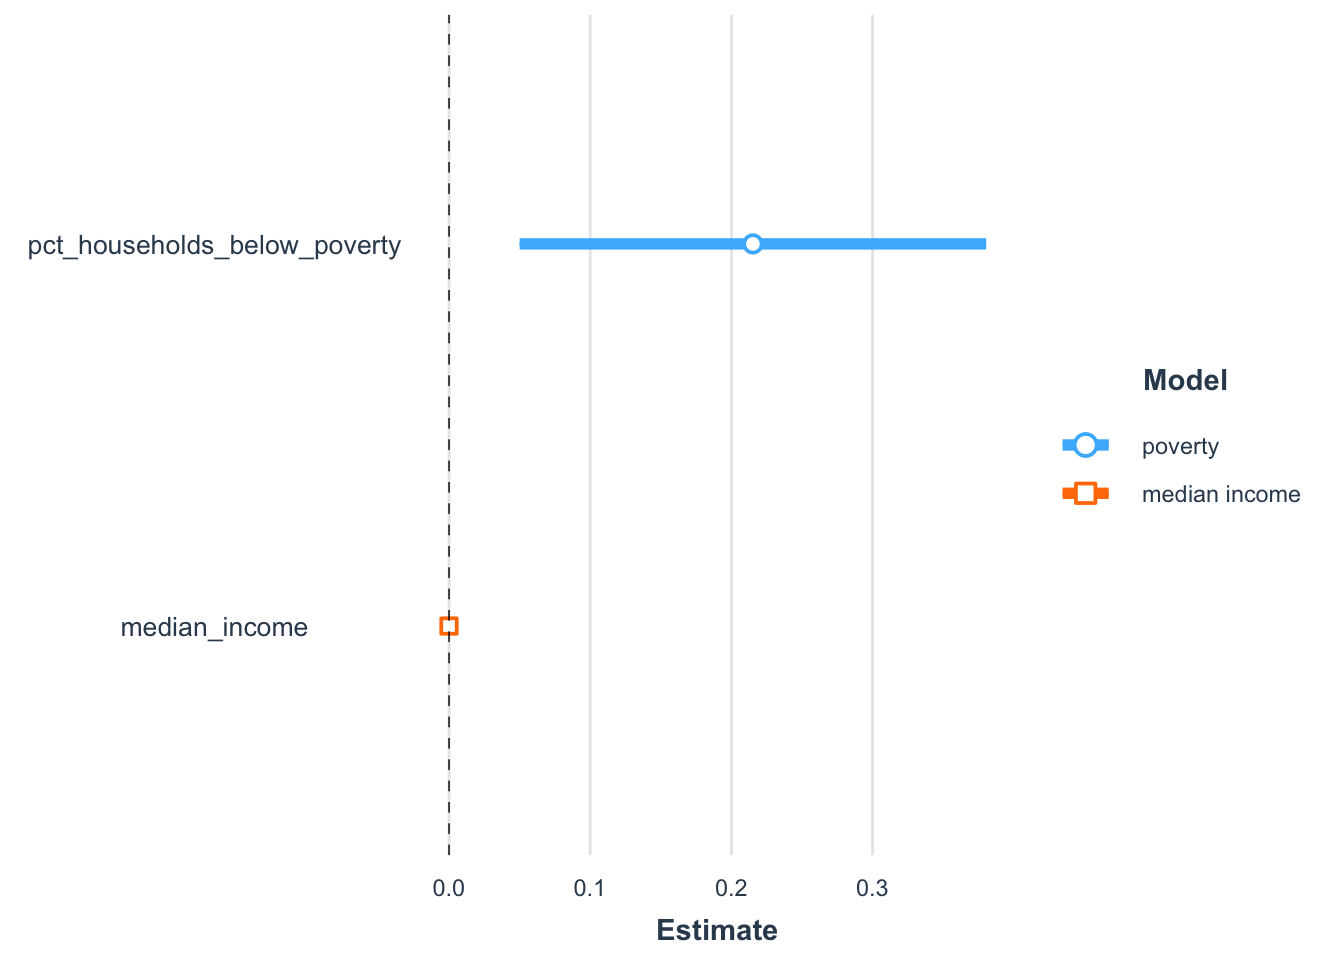 pct_households_below_poverty
median_income
0.0 0.1 0.2 0.3
Estimate
Model
poverty
median income